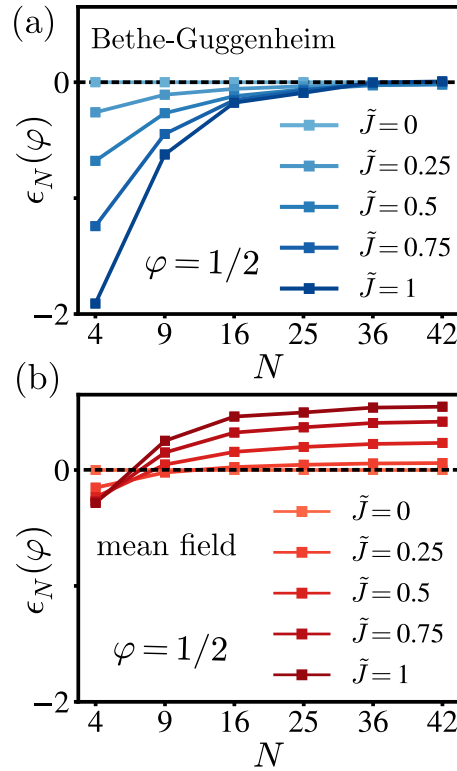 (a)
Bethe-Guggenheim
0
J̃ = 0
J̃ = 0.25
J̃ = 0.5
J̃ = 0.75
J̃ = 1
ϵ_N(φ)
φ = 1/2
−2
4 9 16 25 36 42
N
(b)
0
J̃ = 0
J̃ = 0.25
J̃ = 0.5
J̃ = 0.75
J̃ = 1
ϵ_N(φ)
mean field
φ = 1/2
−2
4 9 16 25 36 42
N